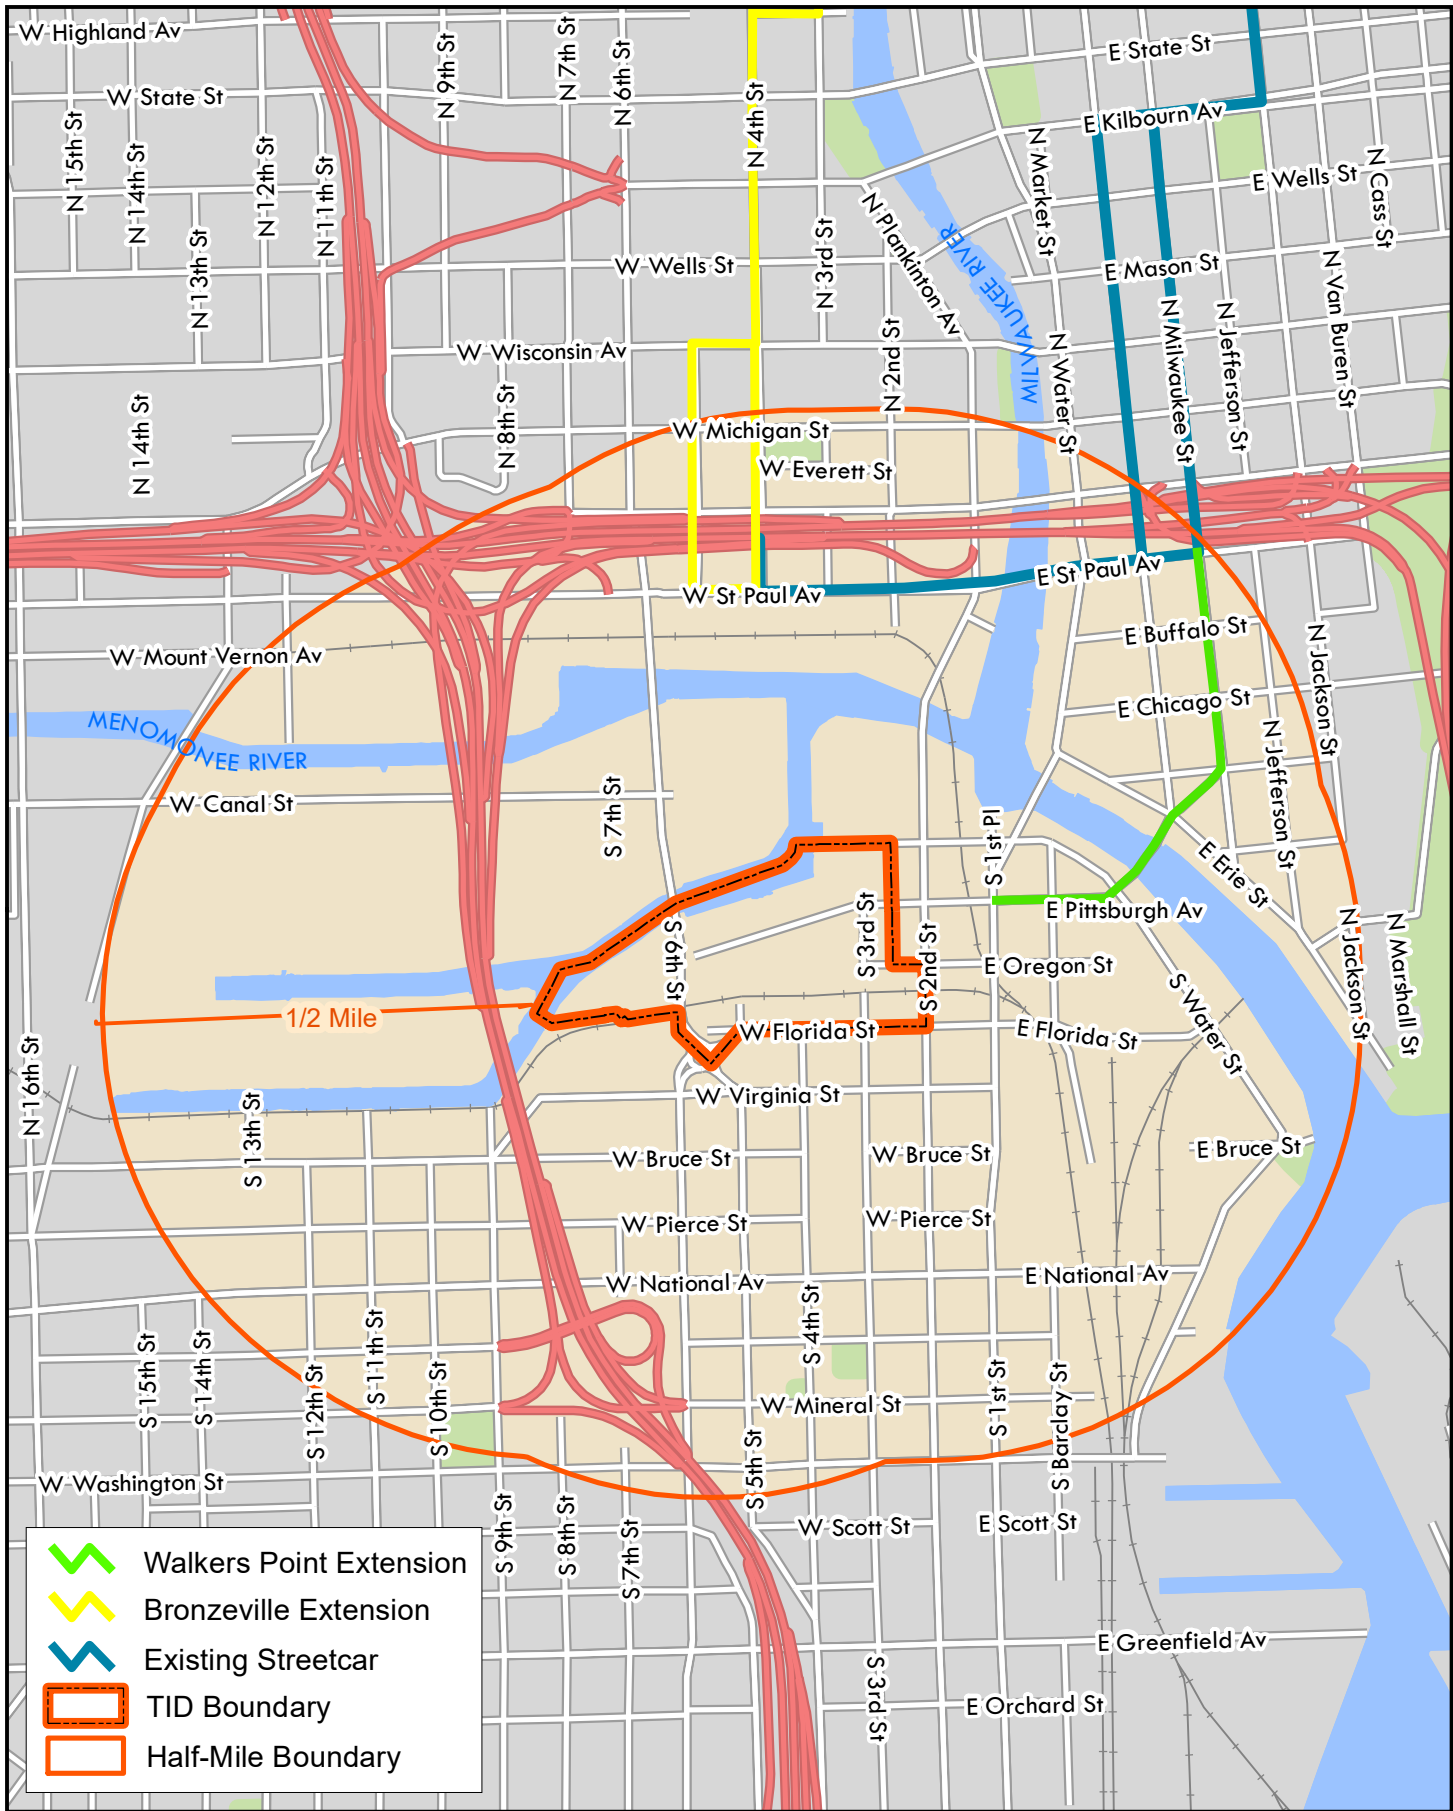 W Highland Av
N 9th St
N 7th St
N 6th St
E State St
W State St
N 4th St
E Kilbourn Av
N 15th St
N 14th St
N 12th St
N 11th St
N Market St
E Wells St
N Cass St
N 13th St
N 3rd St
N Plankinton Av
MILWAUKEE RIVER
W Wells St
E Mason St
N Van Buren St
W Wisconsin Av
N 2nd St
N Water St
N Milwaukee St
N Jefferson St
N 14th St
N 8th St
W Michigan St
W Everett St
W St Paul Av
E St Paul Av
E Buffalo St
W Mount Vernon Av
N Jackson St
E Chicago St
MENOMONEE RIVER
N Jefferson St
W Canal St
S 7th St
S 1st Pl
E Erie St
E Pittsburgh Av
S 3rd St
S 6th St
S 2nd St
E Oregon St
N Jackson St
N Marshall St
S Water St
1/2 Mile
W Florida St
E Florida St
N 16th St
W Virginia St
S 13th St
W Bruce St
W Bruce St
E Bruce St
W Pierce St
W Pierce St
W National Av
E National Av
S 4th St
S 15th St
S 14th St
S 12th St
S 11th St
S 10th St
W Mineral St
S 1st St
S Barclay St
W Washington St
S 5th St
S 9th St
S 8th St
S 7th St
W Scott St
E Scott St
Walkers Point Extension
Bronzeville Extension
Existing Streetcar
TID Boundary
Half-Mile Boundary
E Greenfield Av
S 3rd St
E Orchard St